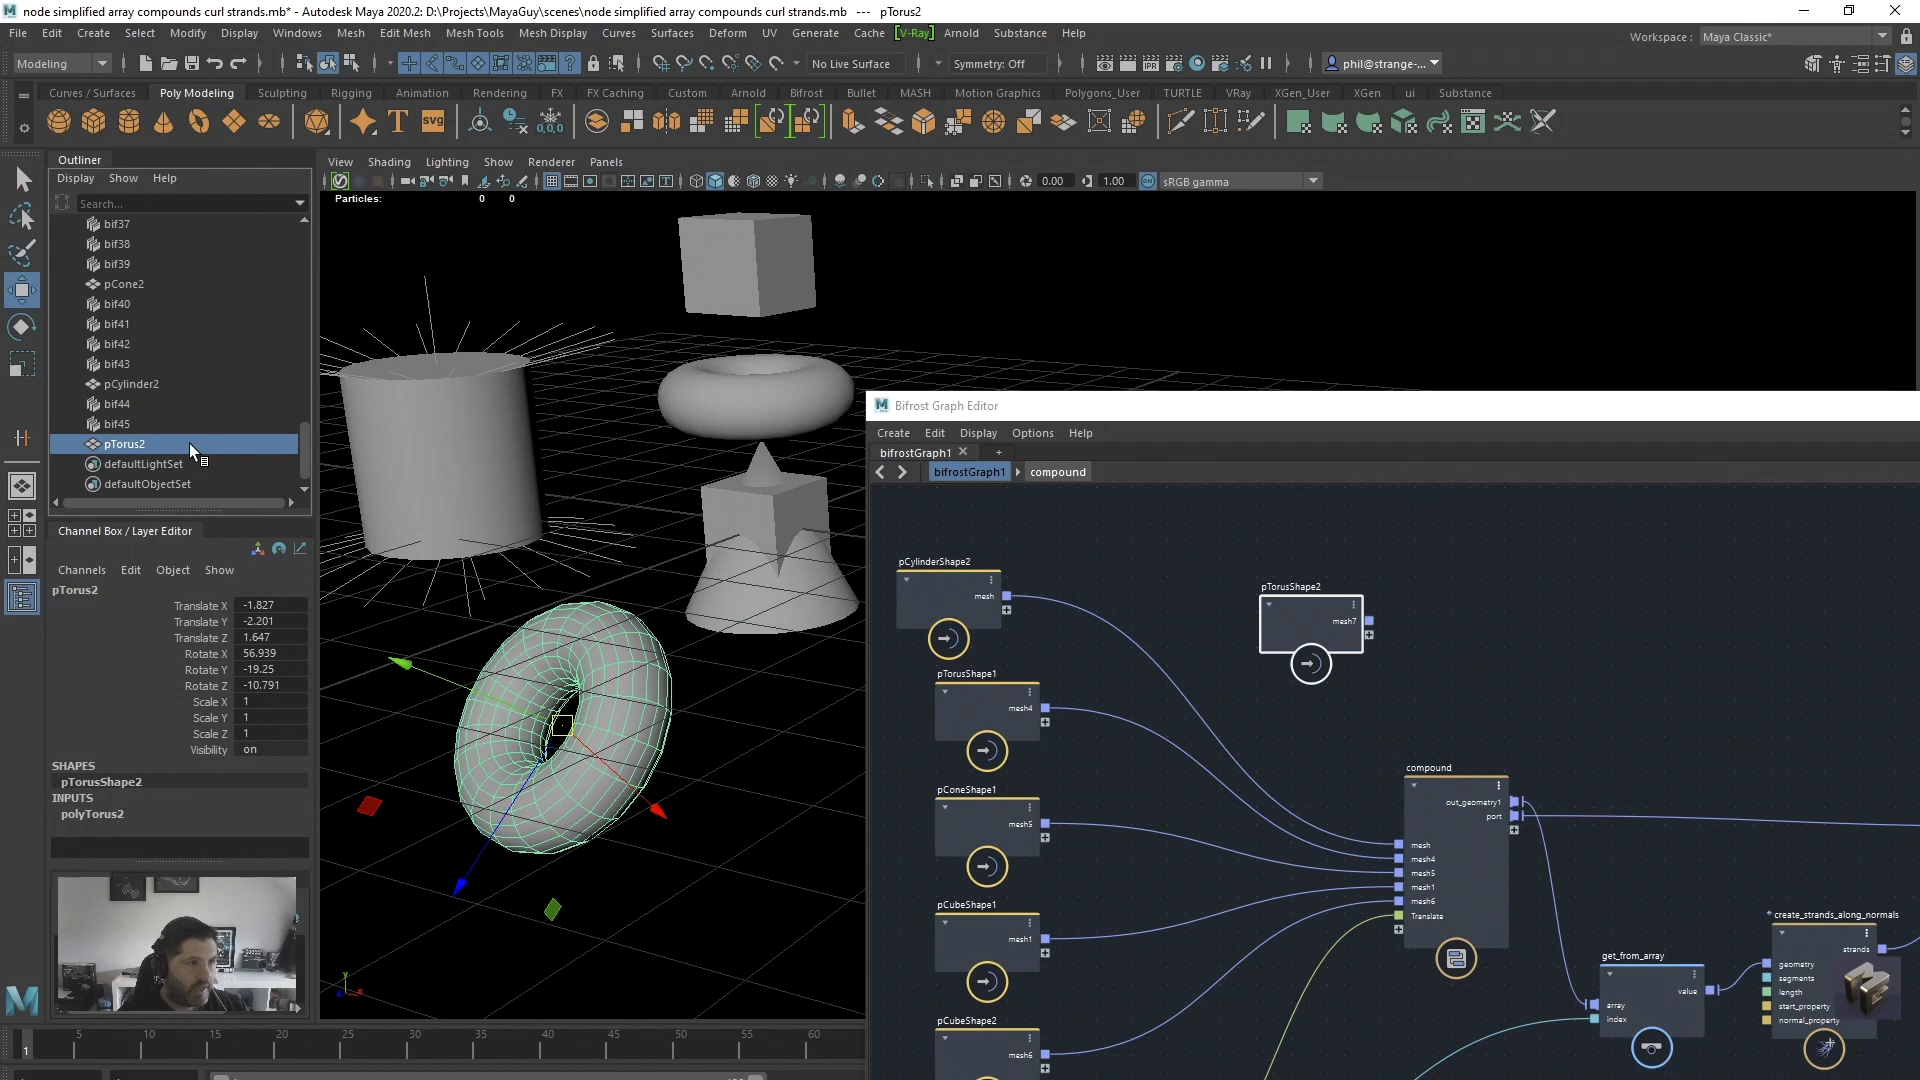 node simplified array compounds curl strands.mb* - Autodesk Maya 2020.2: D:\Projects\MayaGuy\scenes\node simplified array compounds curl strands.mb --- pTorus2
File Edit Create Select Modify Display Windows Mesh Edit Mesh Mesh Tools Mesh Display Curves Surfaces Deform UV Generate Cache [V-Ray] Arnold Substance Help
Workspace : Maya Classic*
Modeling
No Live Surface
Symmetry: Off
phil@strange-...
Curves / Surfaces Poly Modeling Sculpting Rigging Animation Rendering FX FX Caching Custom Arnold Bifrost Bullet MASH Motion Graphics Polygons_User TURTLE VRay XGen_User XGen ui Substance
T
SVG
0,0,0
Outliner
Display Show Help
Search...
bif37
bif38
bif39
pCone2
bif40
bif41
bif42
bif43
pCylinder2
bif44
bif45
pTorus2
defaultLightSet
defaultObjectSet
View Shading Lighting Show Renderer Panels
0.00
1.00
sRGB gamma
Particles: 0 0
Channel Box / Layer Editor
Channels Edit Object Show
pTorus2
Translate X -1.827
Translate Y -2.201
Translate Z 1.647
Rotate X 56.939
Rotate Y -19.25
Rotate Z -10.791
Scale X 1
Scale Y 1
Scale Z 1
Visibility on
SHAPES
pTorusShape2
INPUTS
polyTorus2
y
x
z
5 10 15 20 25 30 35 40 45 50 55 60
1
Bifrost Graph Editor
Create Edit Display Options Help
bifrostGraph1
bifrostGraph1 compound
pCylinderShape2
mesh
pTorusShape2
mesh7
pTorusShape1
mesh4
pConeShape1
mesh5
pCubeShape1
mesh1
pCubeShape2
mesh6
compound
out_geometry1
port
mesh
mesh4
mesh5
mesh1
mesh6
Translate
get_from_array
value
array
index
create_strands_along_normals
strands
geometry
segments
length
start_property
normal_property